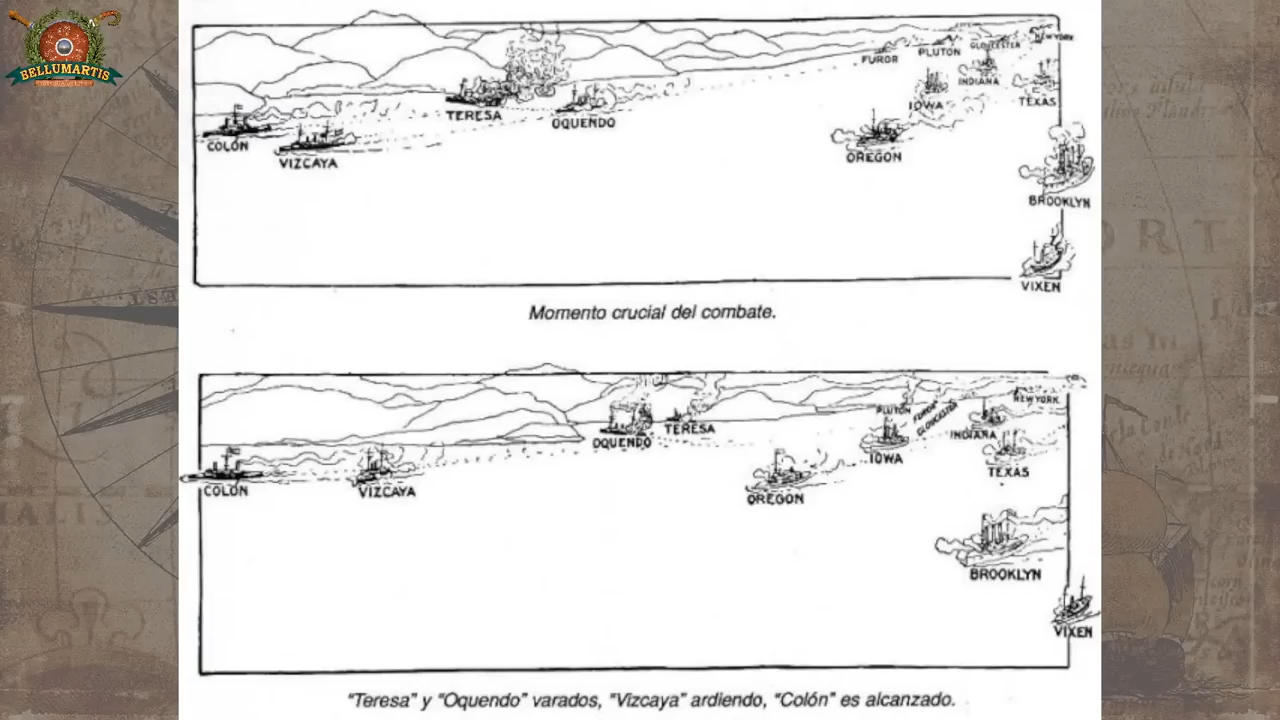 BELLUMARTIS
NEW YORK
GLOUCESTER
PLUTON
FUROR
INDIANA
TEXAS
IOWA
TERESA
OQUENDO
COLÓN
VIZCAYA
OREGON
BROOKLYN
VIXEN
Momento crucial del combate.
NEW YORK
PLUTON
FUROR
GLOUCESTER
TERESA
OQUENDO
INDIANA
IOWA
TEXAS
COLÓN
VIZCAYA
OREGON
BROOKLYN
VIXEN
"Teresa" y "Oquendo" varados, "Vizcaya" ardiendo, "Colón" es alcanzado.